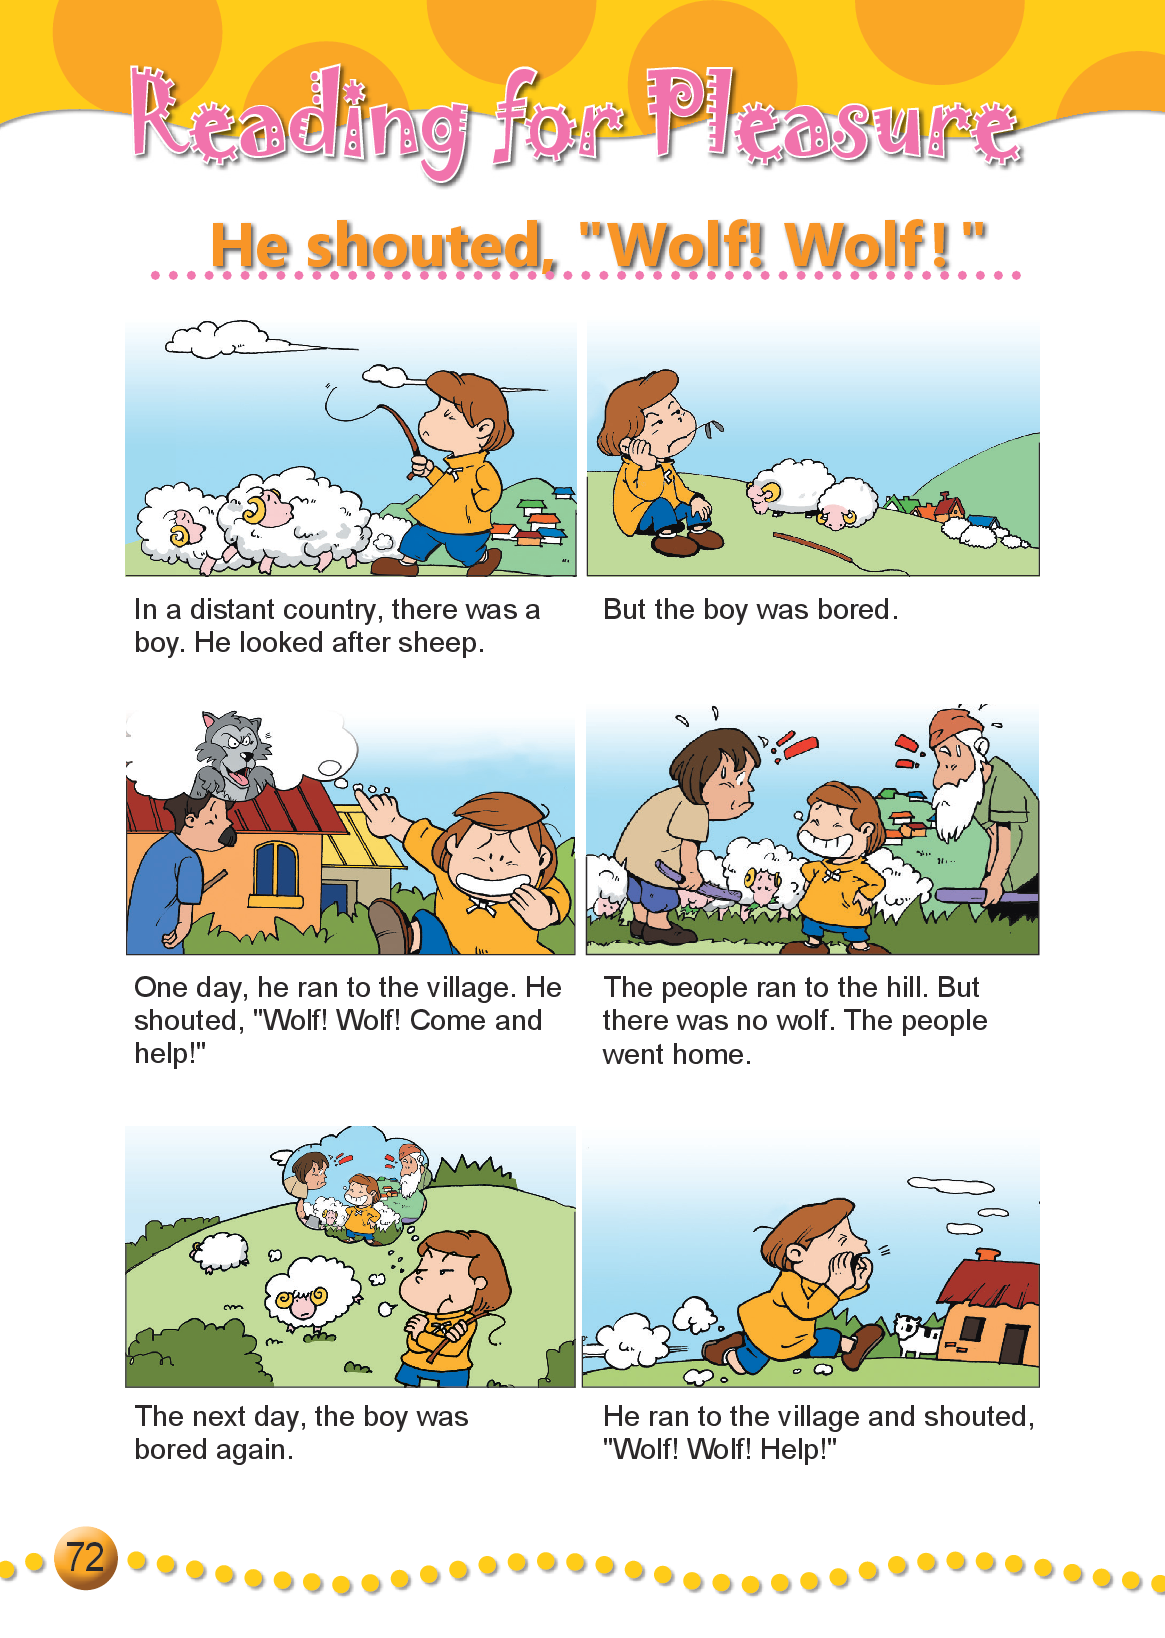 Reading for Pleasure
He shouted, "Wolf! Wolf! "
In a distant country, there was a
boy. He looked after sheep.
But the boy was bored.
One day, he ran to the village. He
shouted, "Wolf! Wolf! Come and
help!"
The people ran to the hill. But
there was no wolf. The people
went home.
The next day, the boy was
bored again.
He ran to the village and shouted,
"Wolf! Wolf! Help!"
72